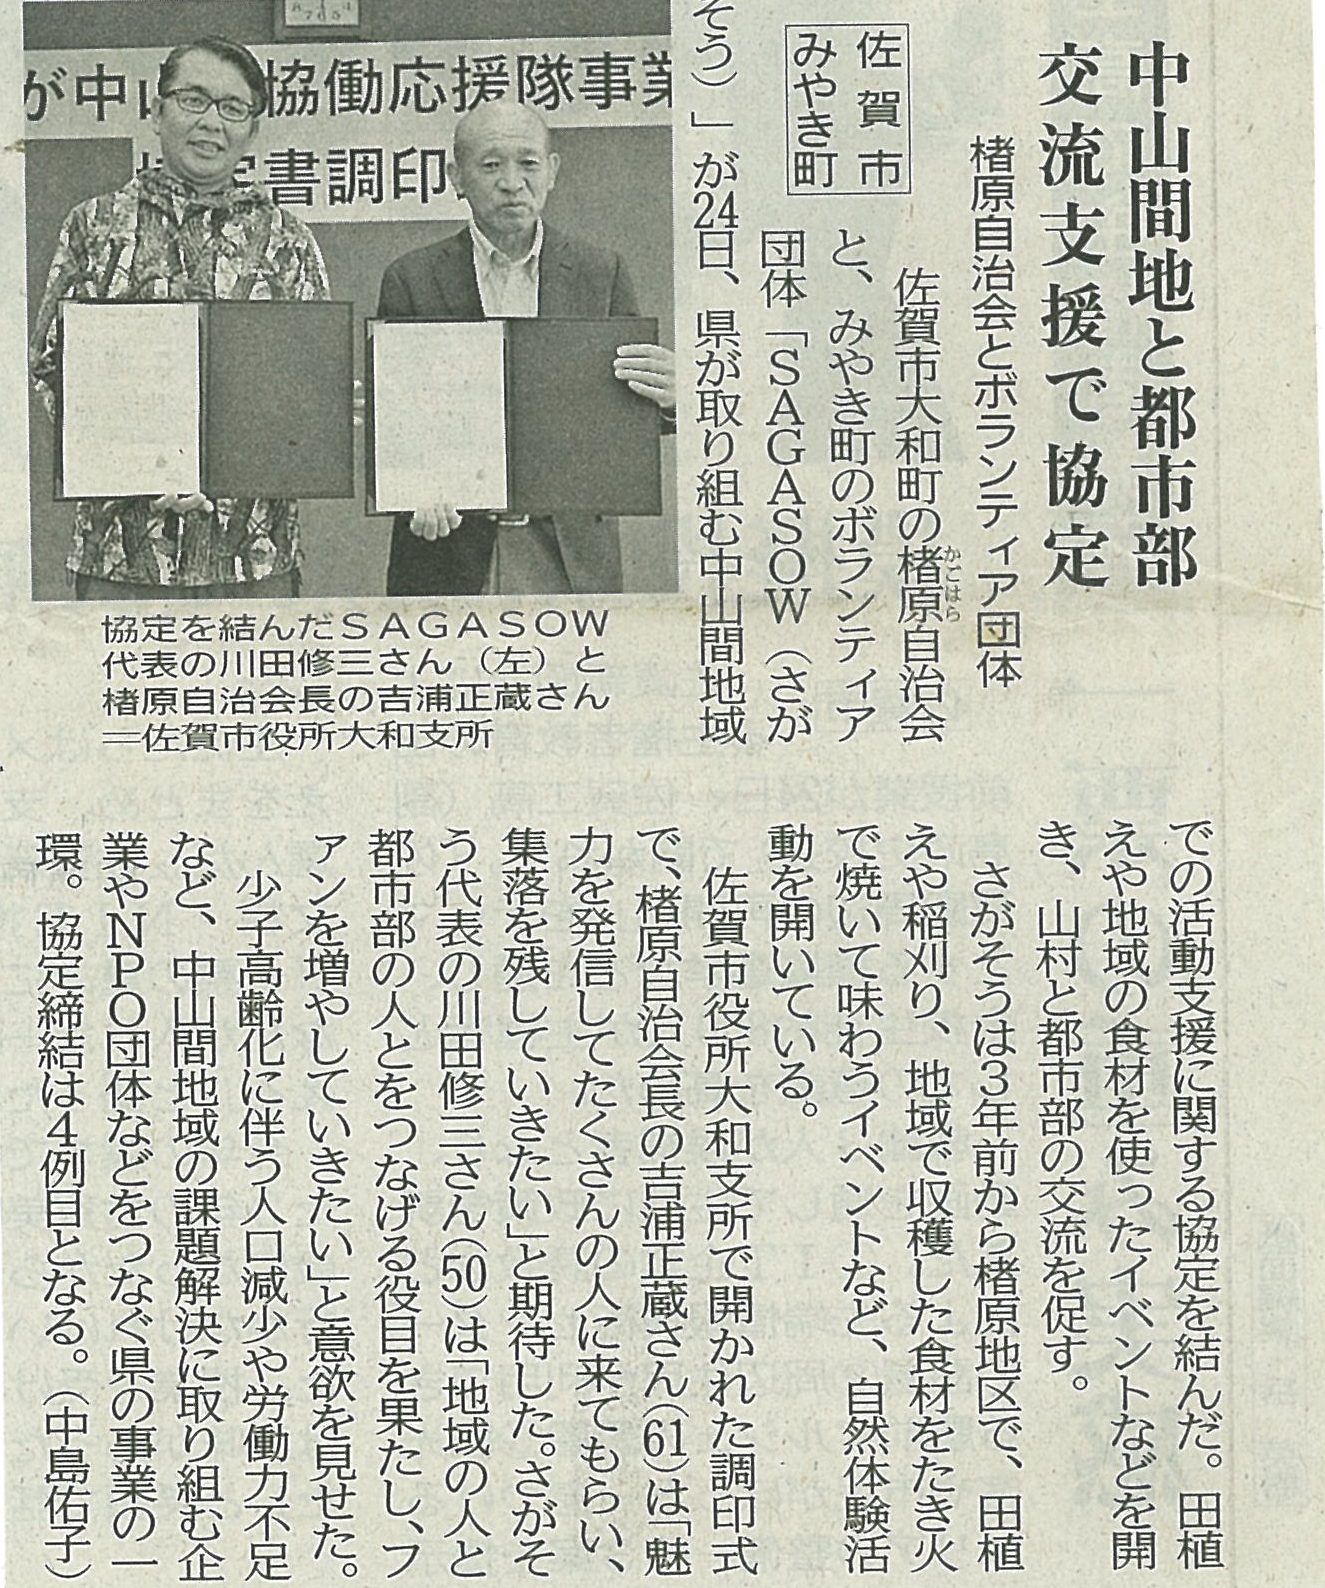 中山間地と都市部
交流支援で協定
楮原自治会とボランティア団体
佐賀市
みやき町
佐賀市大和町の楮原自治会
かごはら
と、みやき町のボランティア
団体「SAGASOW（さが
そう）」が24日、県が取り組む中山間地域
での活動支援に関する協定を結んだ。田植
えや地域の食材を使ったイベントなどを開
き、山村と都市部の交流を促す。
さがそうは3年前から楮原地区で、田植
えや稲刈り、地域で収穫した食材をたき火
で焼いて味わうイベントなど、自然体験活
動を開いている。
佐賀市役所大和支所で開かれた調印式
で、楮原自治会長の吉浦正蔵さん(61)は「魅
力を発信してたくさんの人に来てもらい、
集落を残していきたい」と期待した。さがそ
う代表の川田修三さん(50)は「地域の人と
都市部の人とをつなげる役目を果たし、フ
ァンを増やしていきたい」と意欲を見せた。
少子高齢化に伴う人口減少や労働力不足
など、中山間地域の課題解決に取り組む企
業やNPO団体などをつなぐ県の事業の一
環。協定締結は4例目となる。（中島佑子）
が中山 協働応援隊事業
定書調印
協定を結んだSAGASOW
代表の川田修三さん（左）と
楮原自治会長の吉浦正蔵さん
＝佐賀市役所大和支所